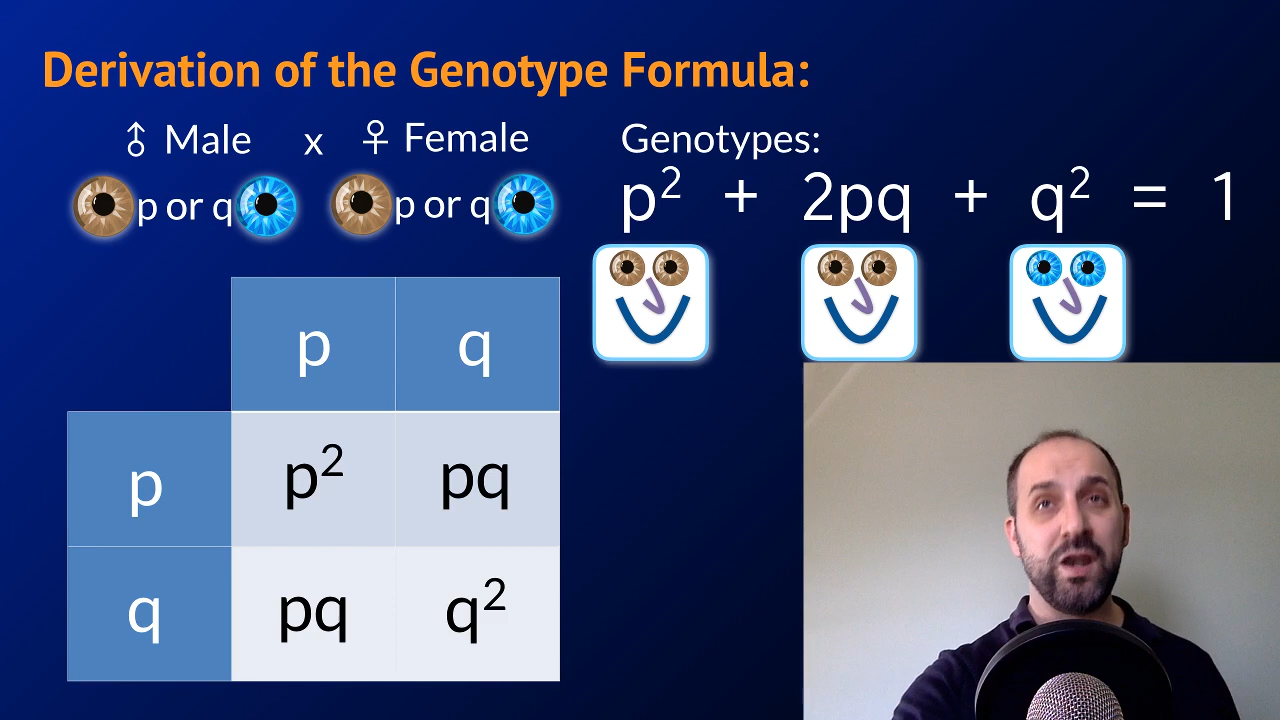 Derivation of the Genotype Formula:
♂ Male x ♀ Female
p or q p or q
Genotypes:
p² + 2pq + q² = 1
p q
p p² pq
q pq q²